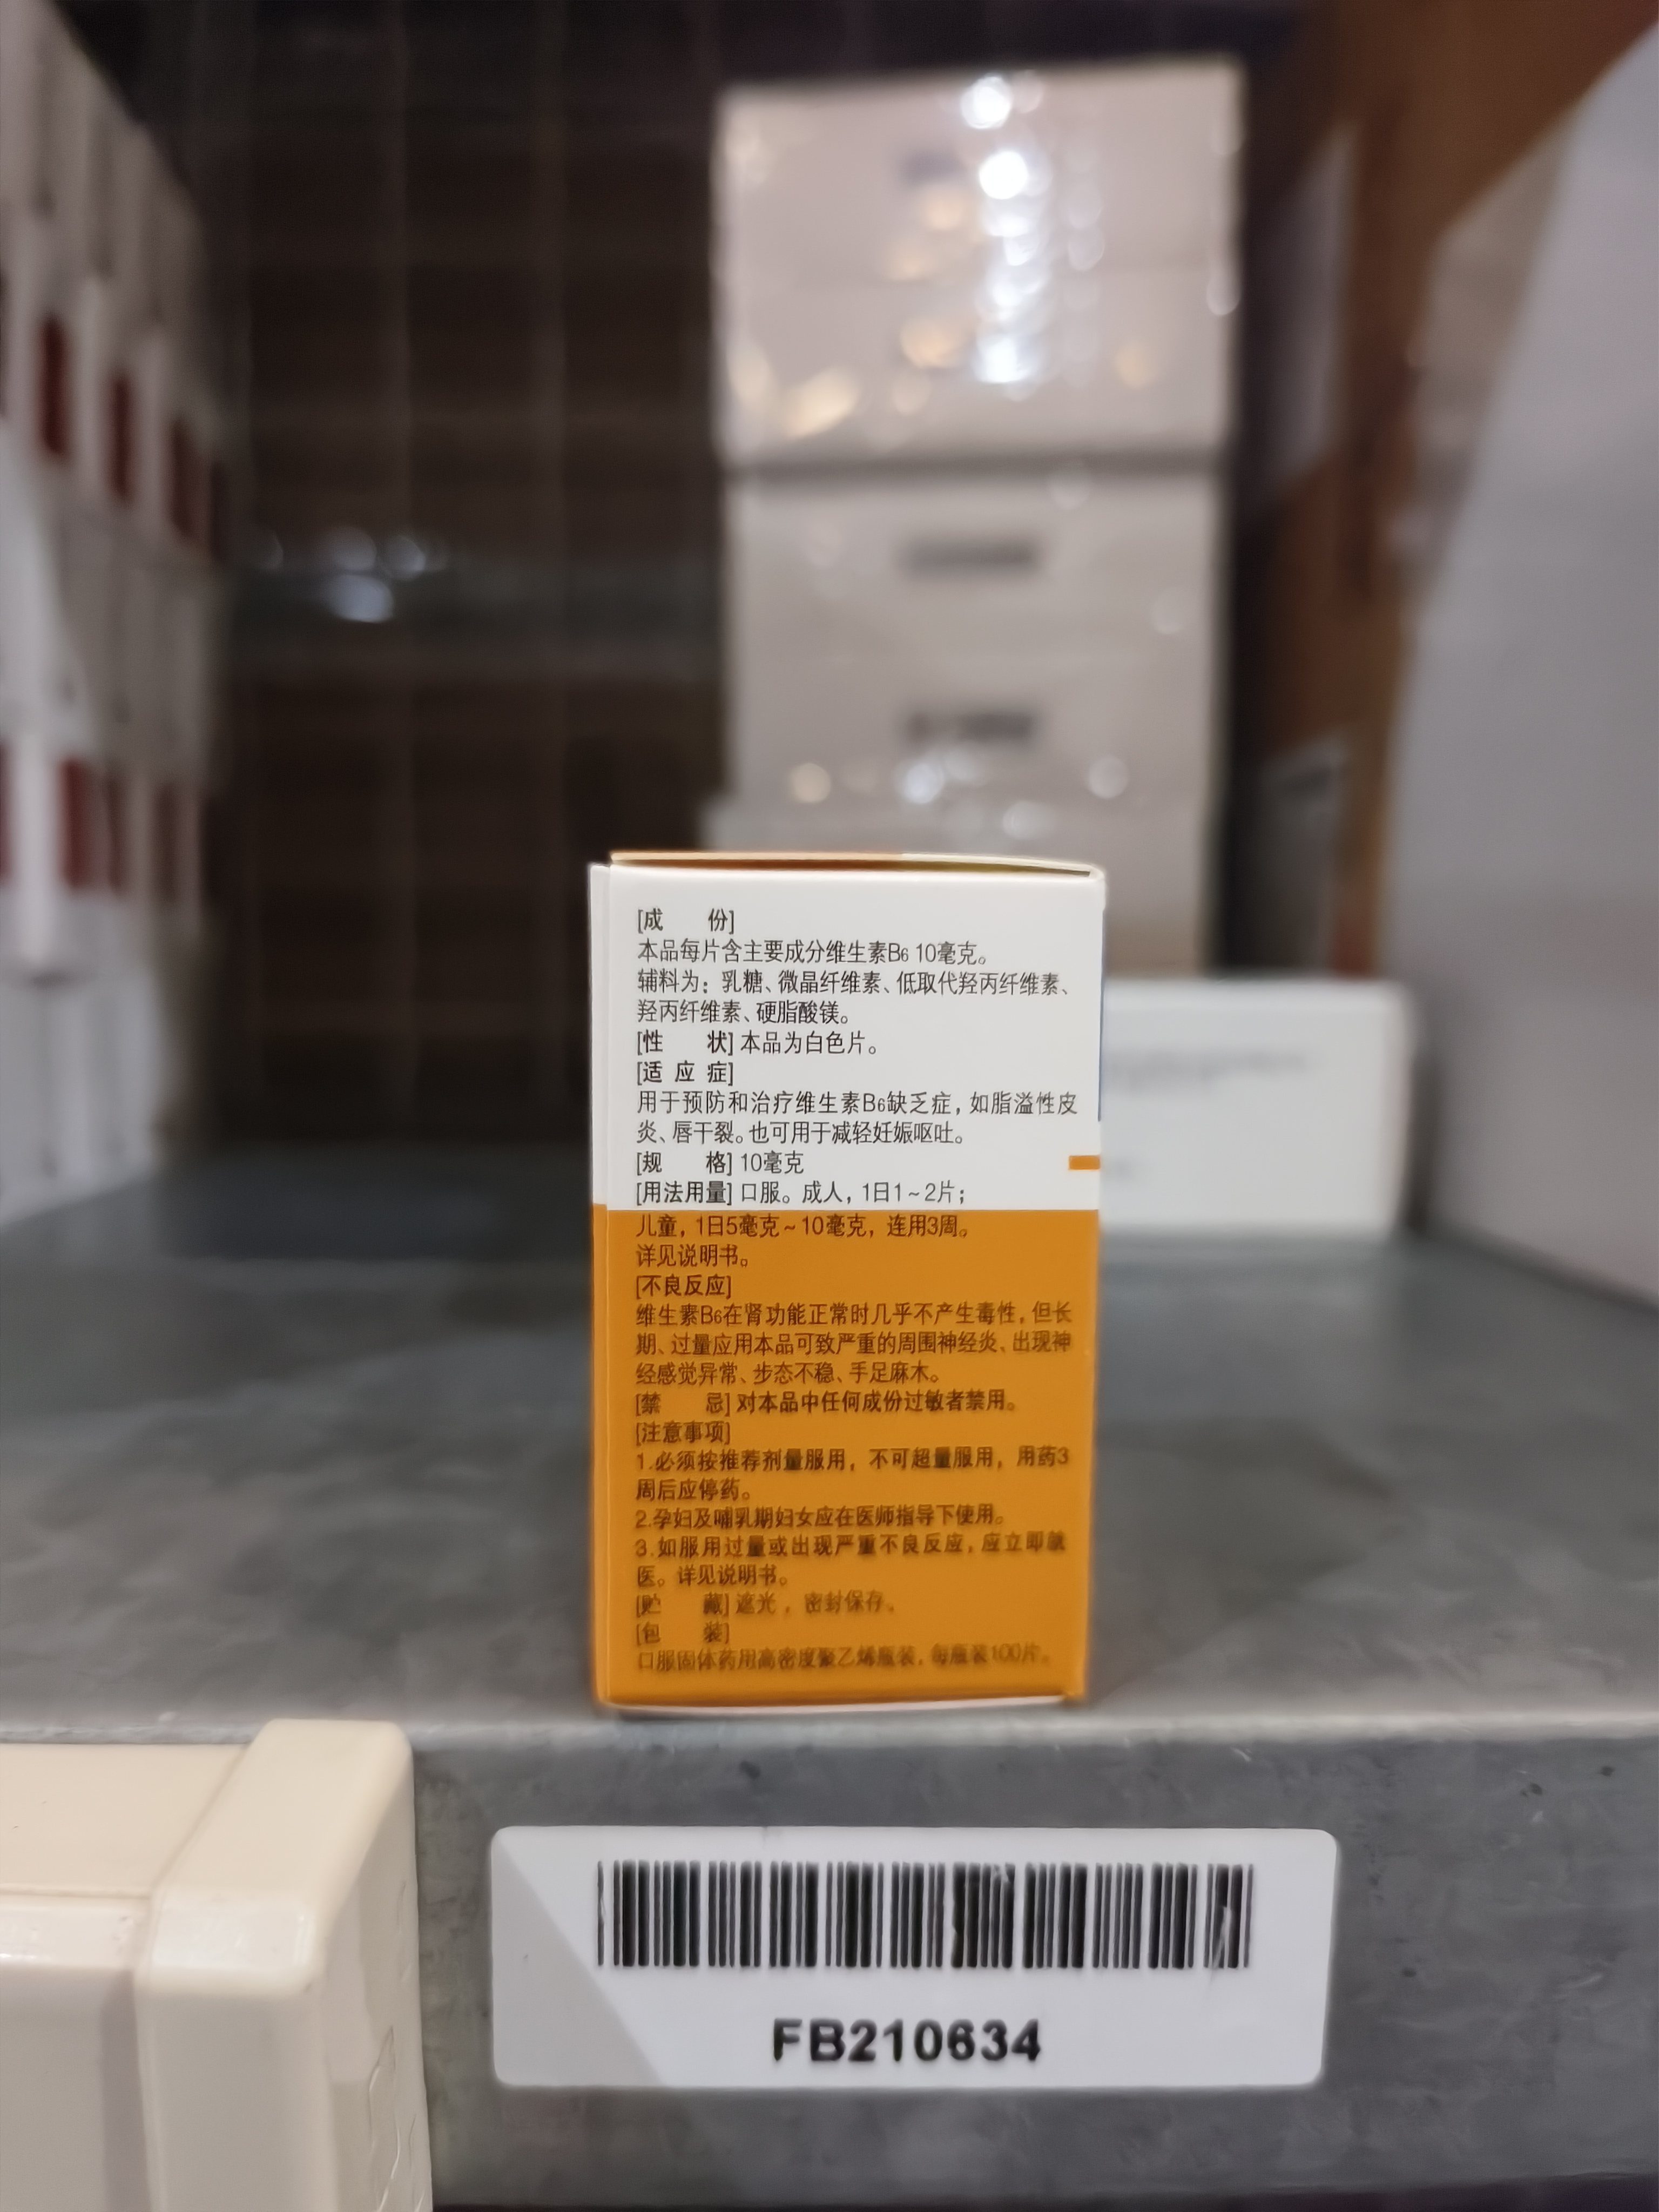 [成 份]
本品每片含主要成分维生素B6 10毫克。
辅料为：乳糖、微晶纤维素、低取代羟丙纤维素、
羟丙纤维素、硬脂酸镁。
[性 状] 本品为白色片。
[适 应 症]
用于预防和治疗维生素B6缺乏症，如脂溢性皮
炎、唇干裂。也可用于减轻妊娠呕吐。
[规 格] 10毫克
[用法用量] 口服。成人，1日1~2片；
儿童，1日5毫克~10毫克，连用3周。
详见说明书。
[不良反应]
维生素B6在肾功能正常时几乎不产生毒性，但长
期、过量应用本品可致严重的周围神经炎、出现神
经感觉异常、步态不稳、手足麻木。
[禁 忌] 对本品中任何成份过敏者禁用。
[注意事项]
1.必须按推荐剂量服用，不可超量服用，用药3
周后应停药。
2.孕妇及哺乳期妇女应在医师指导下使用。
3.如服用过量或出现严重不良反应，应立即就
医。详见说明书。
[贮 藏] 遮光，密封保存。
[包 装]
口服固体药用高密度聚乙烯瓶装，每瓶装100片。
FB210634